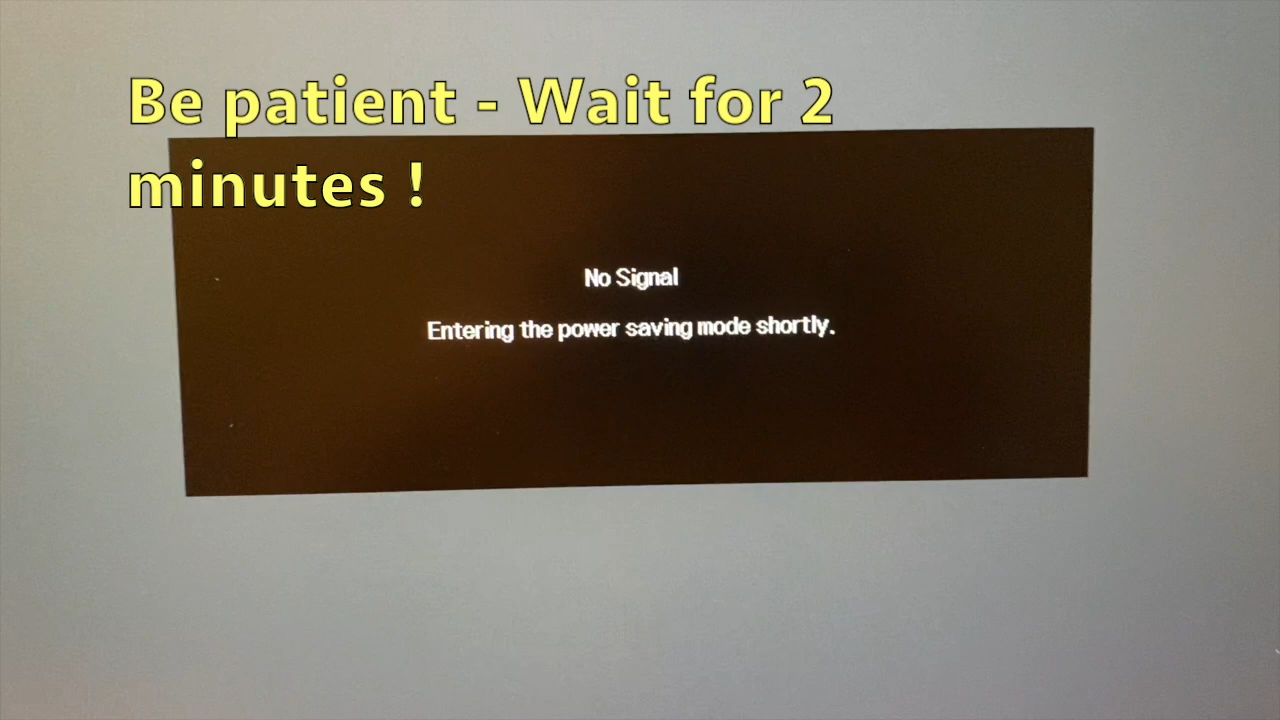 Be patient - Wait for 2
minutes !
No Signal
Entering the power saving mode shortly.